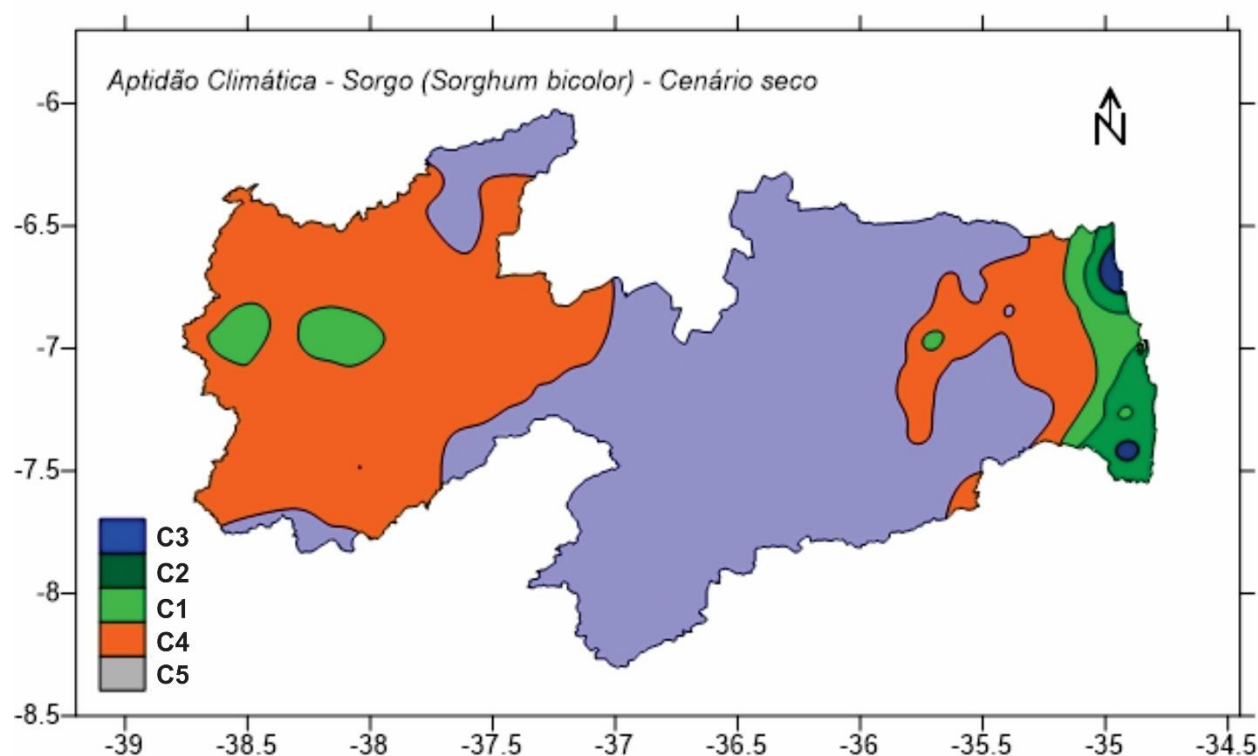 Aptidão Climática - Sorgo (Sorghum bicolor) - Cenário seco
N
-6
-6.5
-7
-7.5
-8
-8.5
C3
C2
C1
C4
C5
-39 -38.5 -38 -37.5 -37 -36.5 -36 -35.5 -35 -34.5